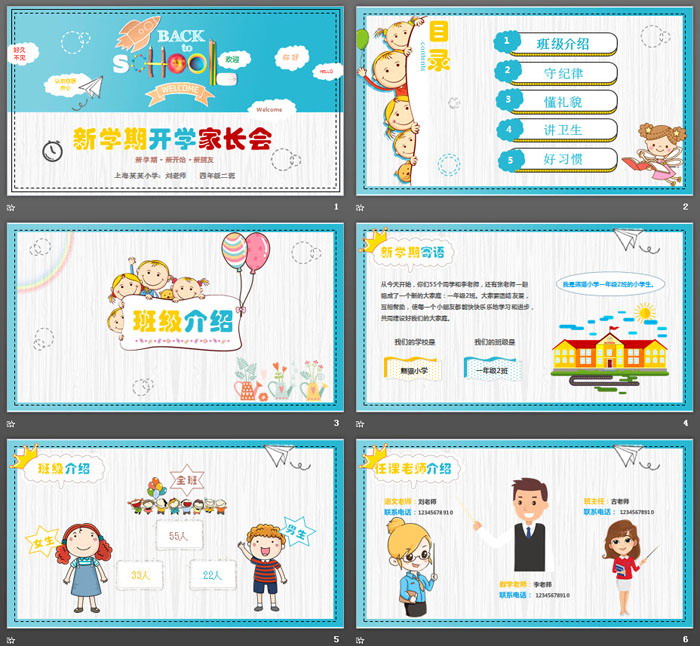 BACK
to
School
WELCOME
好久
不见
认识你很
开心
欢迎
你 好
HELLO
Welcome
新学期开学家长会
新学期·新开始·新朋友
上海某某小学：刘老师 四年级二班
1
目录
contents
1 班级介绍
2 守纪律
3 懂礼貌
4 讲卫生
5 好习惯
2
班级介绍
3
新学期寄语
从今天开始，你们55个同学和李老师，还有张老师一起
组成了一个新的大家庭：一年级2班。大家要团结友爱，
互相帮助，使每一个小朋友都能快快乐乐地学习和进步，
共同建设好我们的大家庭。
我们的学校是
熊猫小学
我们的班级是
一年级2班
我是熊猫小学一年级2班的小学生。
4
班级介绍
全班
55人
女生
33人
男生
22人
5
任课老师介绍
语文老师：刘老师
联系电话：12345678910
班主任：古老师
联系电话：12345678910
数学老师：李老师
联系电话：12345678910
6